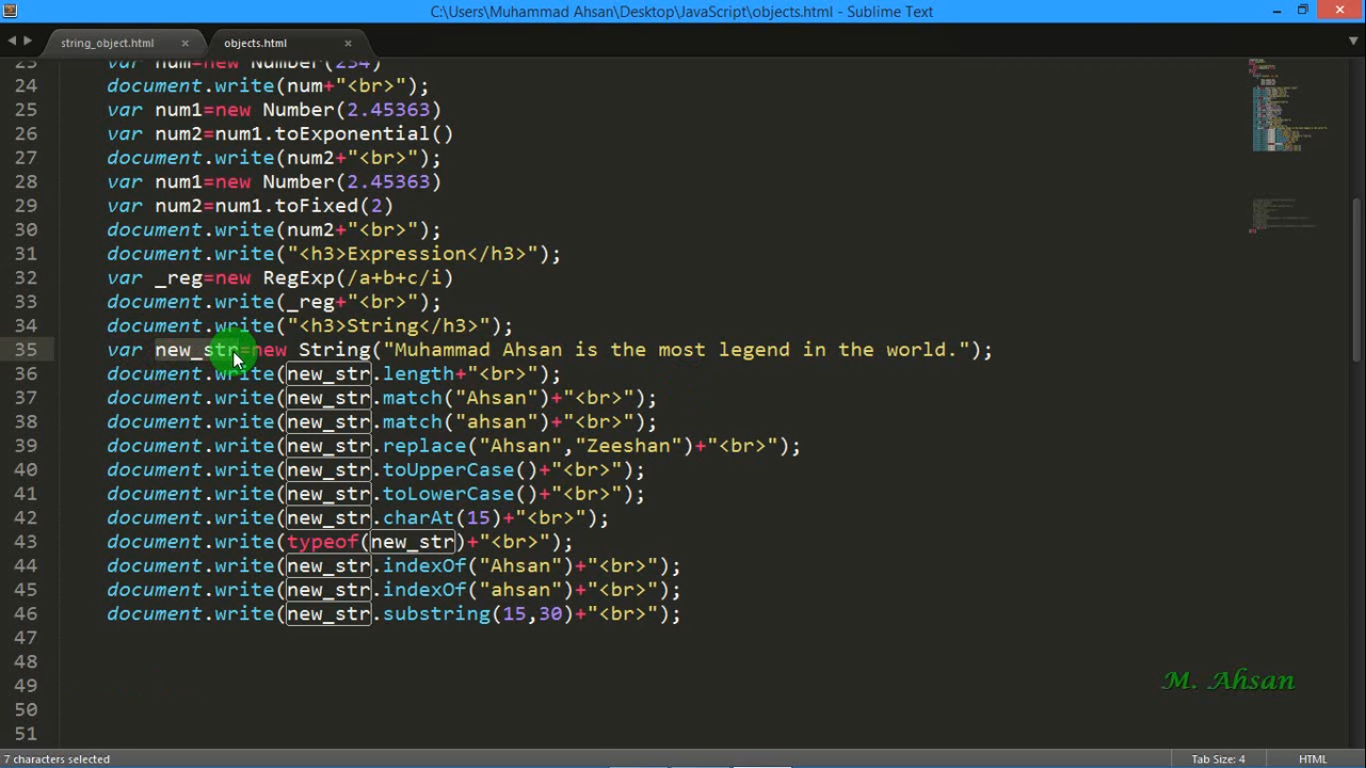 C:\Users\Muhammad Ahsan\Desktop\JavaScript\objects.html - Sublime Text
string_object.html × objects.html ×
23 var num=new Number(234)
24 document.write(num+"<br>");
25 var num1=new Number(2.45363)
26 var num2=num1.toExponential()
27 document.write(num2+"<br>");
28 var num1=new Number(2.45363)
29 var num2=num1.toFixed(2)
30 document.write(num2+"<br>");
31 document.write("<h3>Expression</h3>");
32 var _reg=new RegExp(/a+b+c/i)
33 document.write(_reg+"<br>");
34 document.write("<h3>String</h3>");
35 var new_str=new String("Muhammad Ahsan is the most legend in the world.");
36 document.write(new_str.length+"<br>");
37 document.write(new_str.match("Ahsan")+"<br>");
38 document.write(new_str.match("ahsan")+"<br>");
39 document.write(new_str.replace("Ahsan","Zeeshan")+"<br>");
40 document.write(new_str.toUpperCase()+"<br>");
41 document.write(new_str.toLowerCase()+"<br>");
42 document.write(new_str.charAt(15)+"<br>");
43 document.write(typeof(new_str)+"<br>");
44 document.write(new_str.indexOf("Ahsan")+"<br>");
45 document.write(new_str.indexOf("ahsan")+"<br>");
46 document.write(new_str.substring(15,30)+"<br>");
47
48
49
50
51
M. Ahsan
7 characters selected Tab Size: 4 HTML